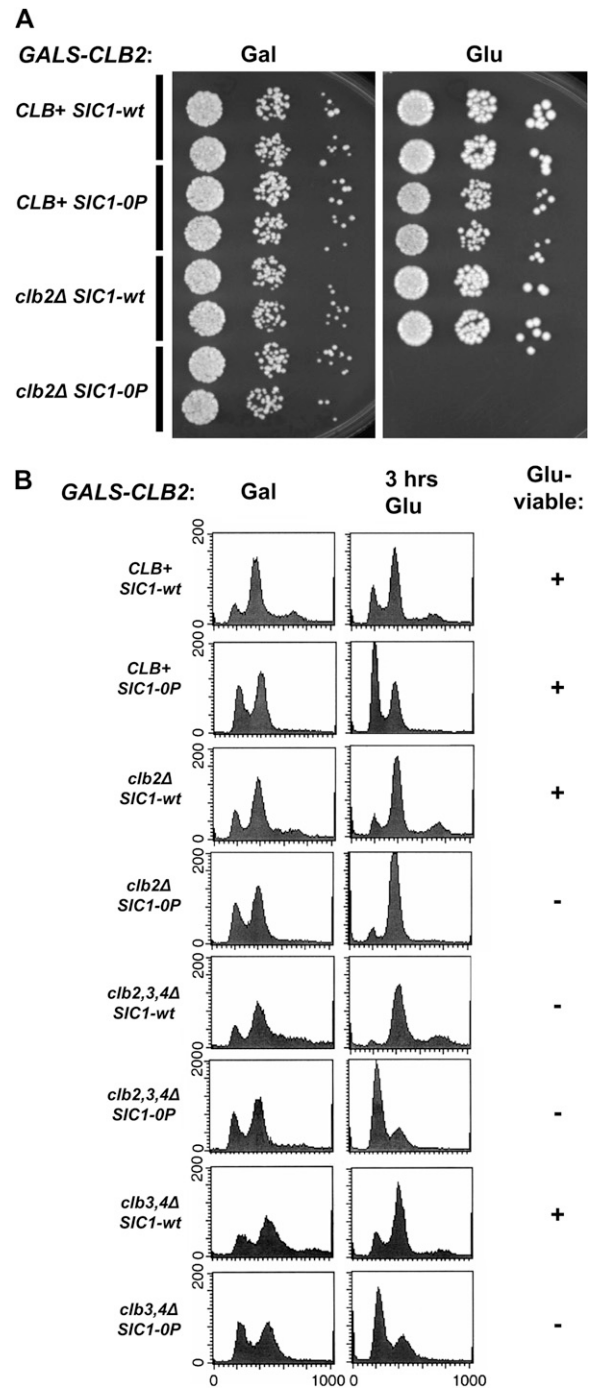 A
GALS-CLB2: Gal Glu
CLB+ SIC1-wt
CLB+ SIC1-0P
clb2Δ SIC1-wt
clb2Δ SIC1-0P
B
GALS-CLB2: Gal 3 hrs Glu Glu-viable:
200
0
CLB+
SIC1-wt
+
200
0
CLB+
SIC1-0P
+
200
0
clb2Δ
SIC1-wt
+
200
0
clb2Δ
SIC1-0P
-
200
0
clb2,3,4Δ
SIC1-wt
-
200
0
clb2,3,4Δ
SIC1-0P
-
200
0
clb3,4Δ
SIC1-wt
+
200
0
clb3,4Δ
SIC1-0P
-
0 1000 0 1000